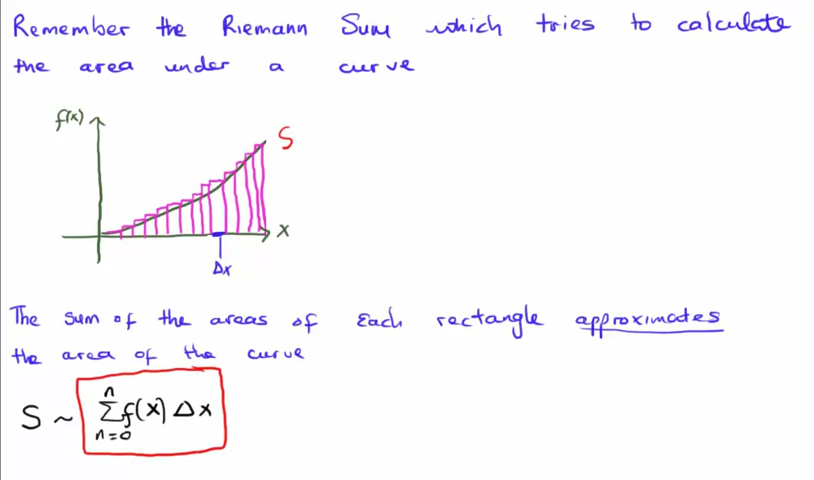 Remember the Riemann Sum which tries to calculate
the area under a curve
f(x)
S
x
Δx
The sum of the areas of Each rectangle approximates
the area of the curve
n
S ~ Σ f(x) Δx
n=0